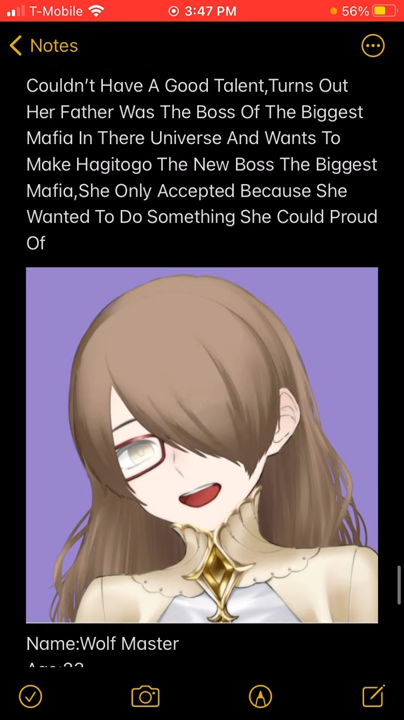 T-Mobile 3:47 PM 56%
Notes
Couldn’t Have A Good Talent,Turns Out
Her Father Was The Boss Of The Biggest
Mafia In There Universe And Wants To
Make Hagitogo The New Boss The Biggest
Mafia,She Only Accepted Because She
Wanted To Do Something She Could Proud
Of
Name:Wolf Master